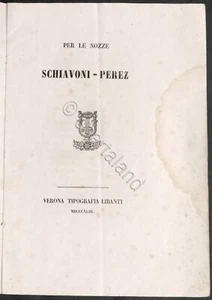 PER LE NOZZE
SCHIAVONI - PEREZ
VERONA TIPOGRAFIA LIBANTI